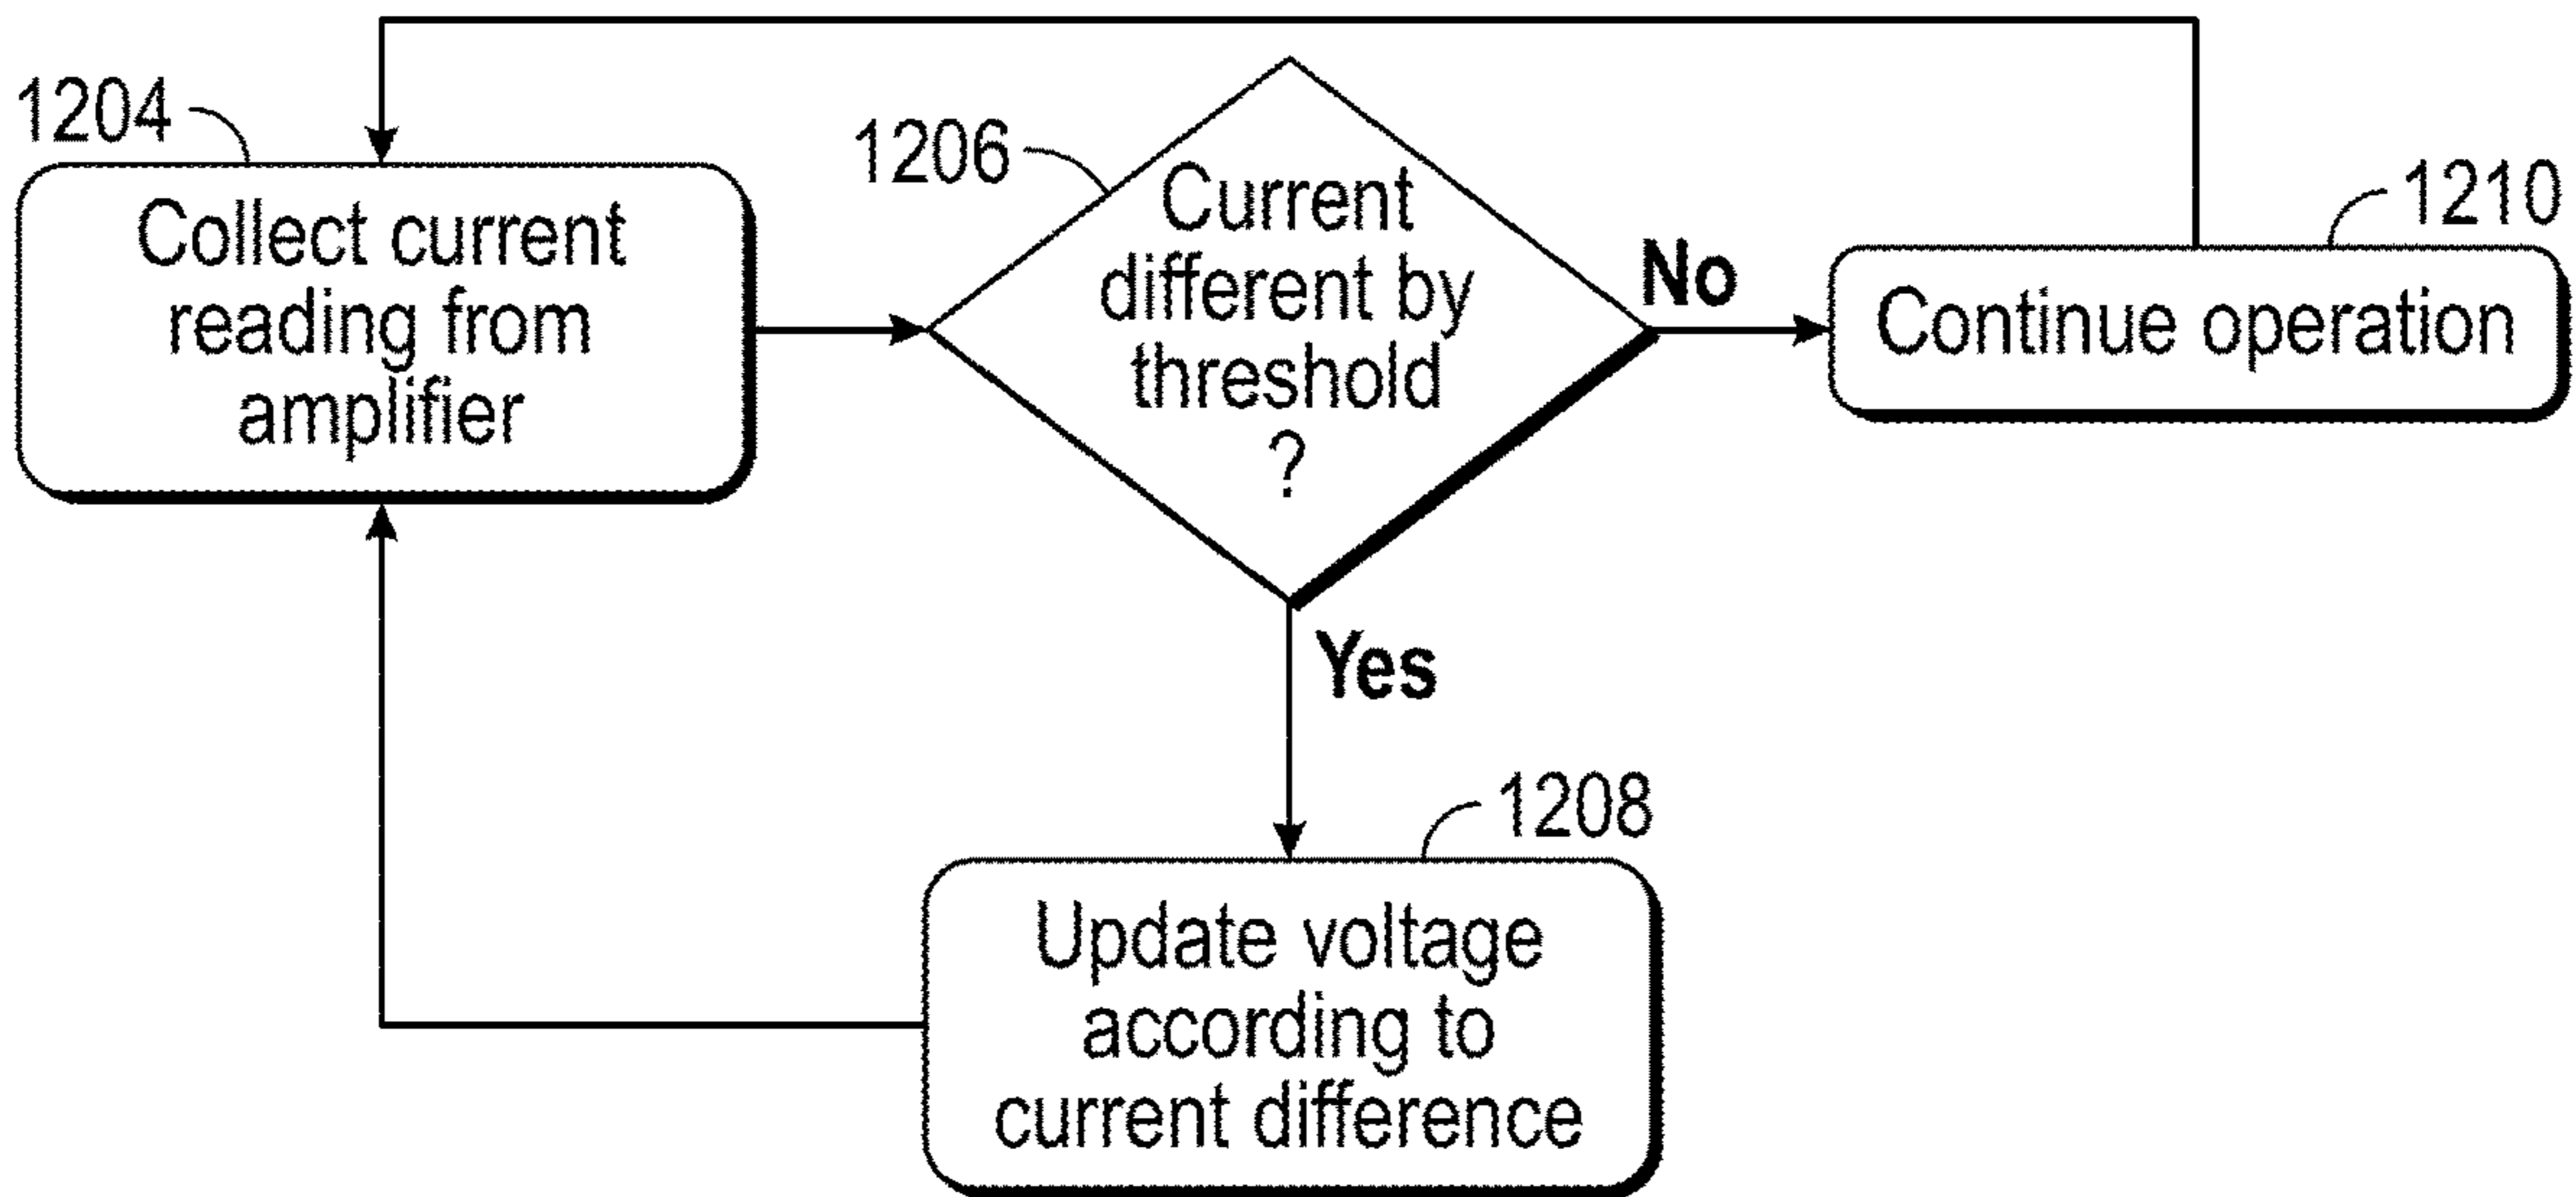 1204
Collect current
reading from
amplifier
1206
Current
different by
threshold
?
No
1210
Continue operation
Yes
1208
Update voltage
according to
current difference